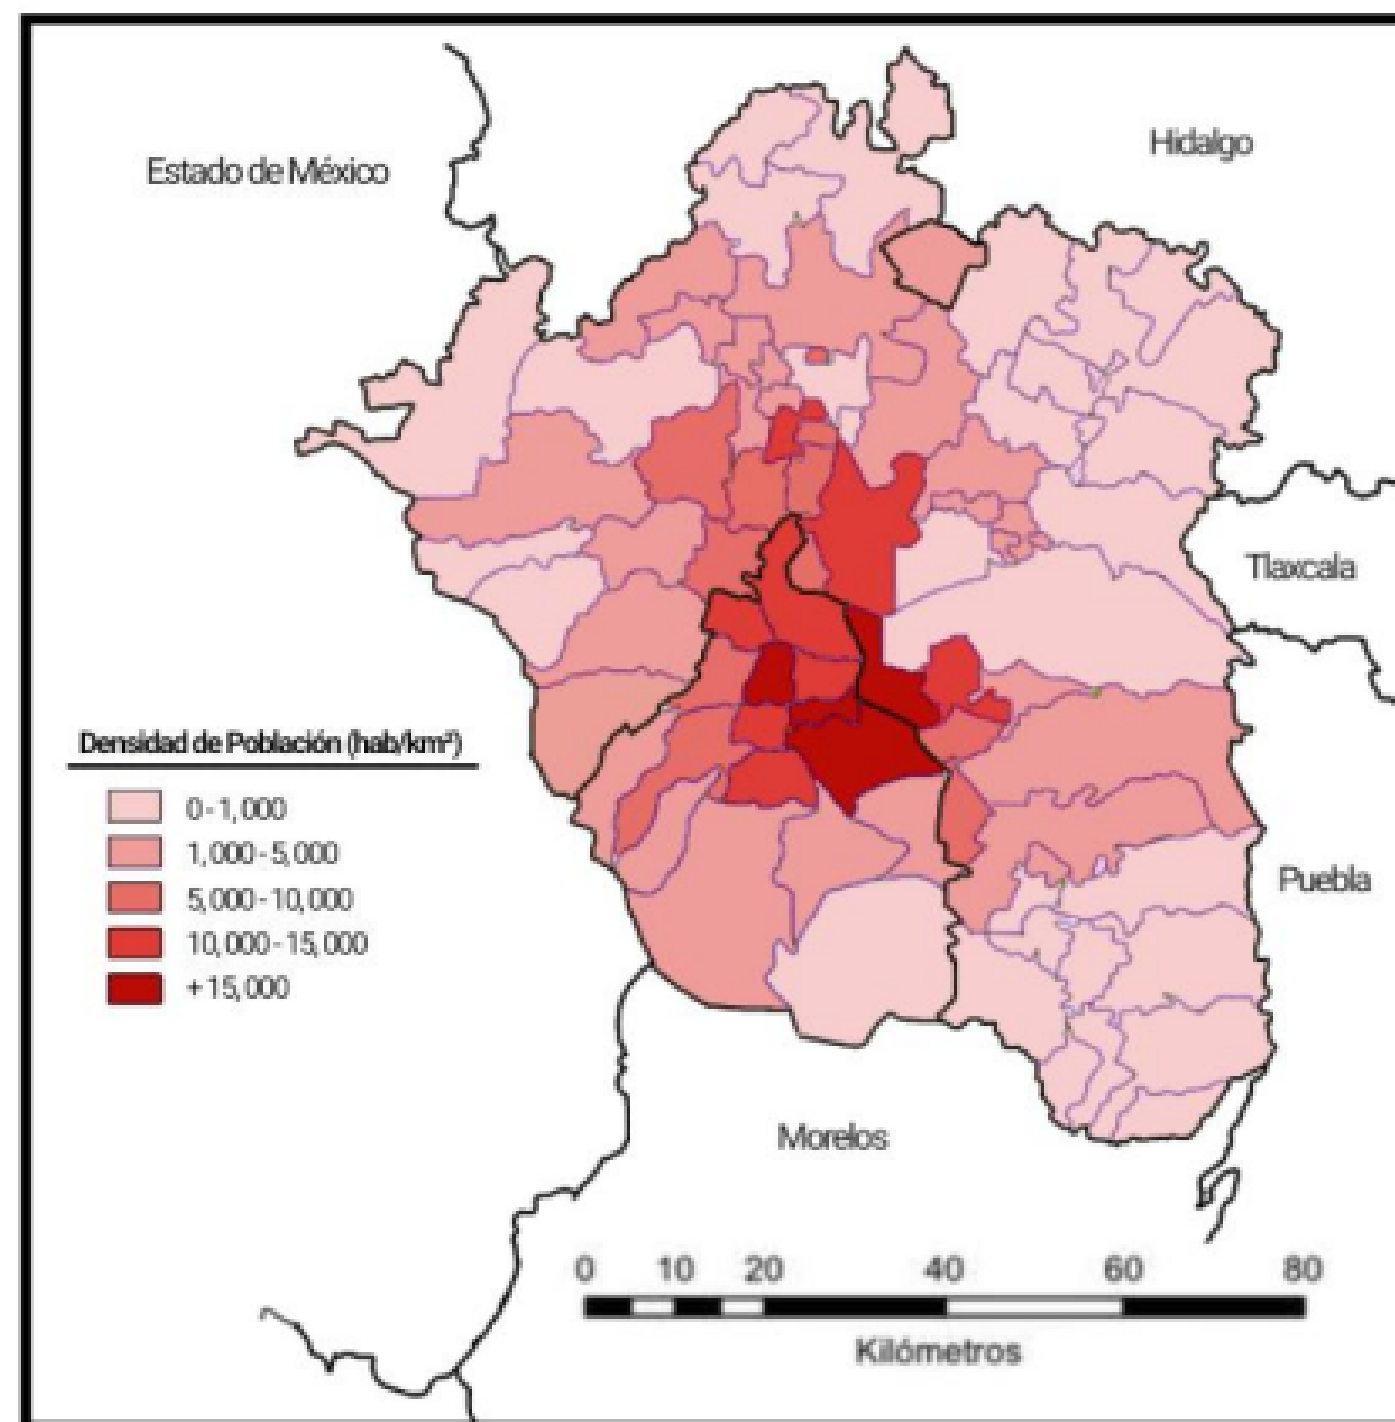 Hidalgo
Estado de México
Tlaxcala
Densidad de Población (hab/km²)
0-1,000
1,000-5,000
5,000-10,000
10,000-15,000
+15,000
Puebla
Morelos
0 10 20 40 60 80
Kilómetros